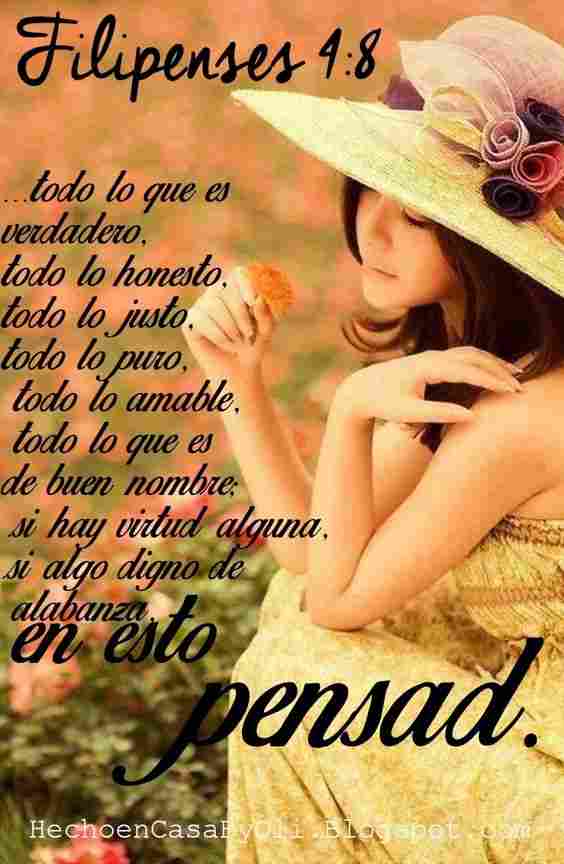 Filipenses 4:8
...todo lo que es
verdadero,
todo lo honesto,
todo lo justo,
todo lo puro,
todo lo amable,
todo lo que es
de buen nombre;
si hay virtud alguna,
si algo digno de
alabanza,
en esto
pensad.
HechoenCasaByOli.Blogspot.com